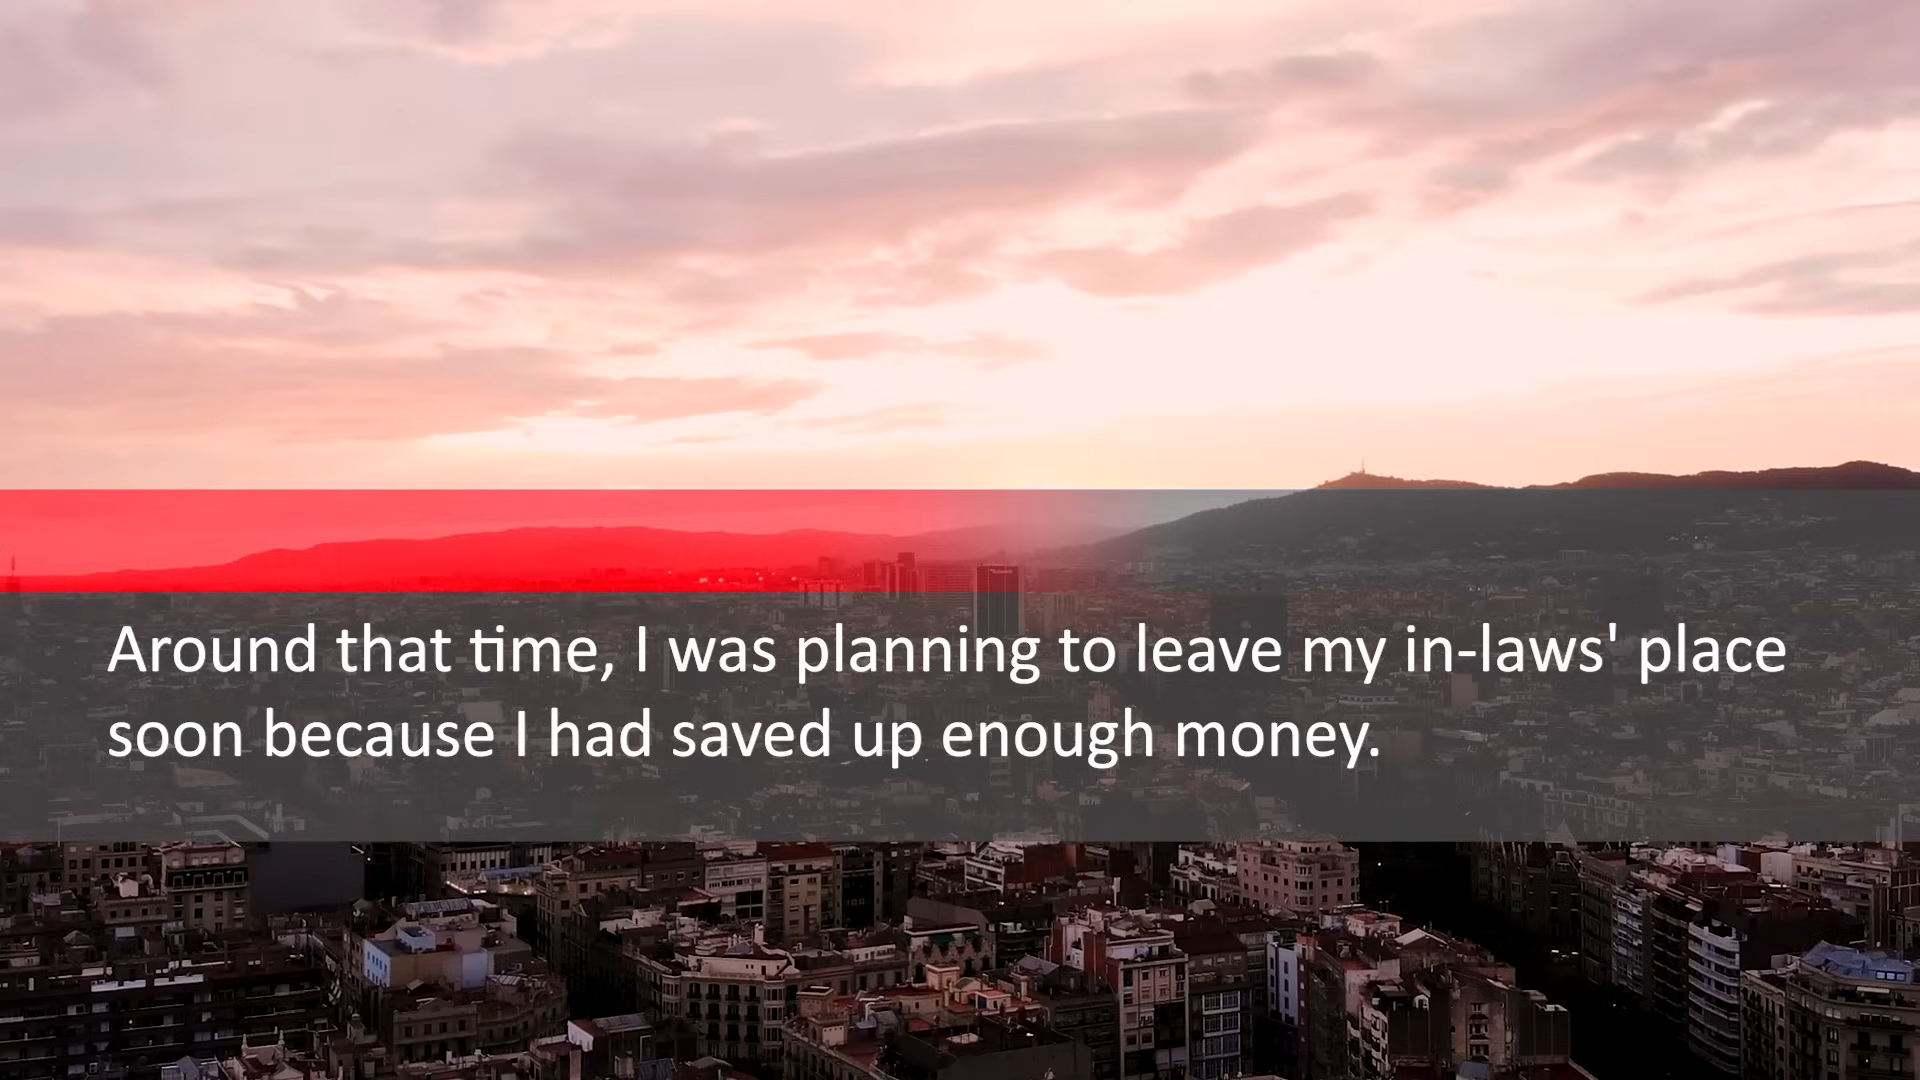 Around that time, I was planning to leave my in-laws' place
soon because I had saved up enough money.